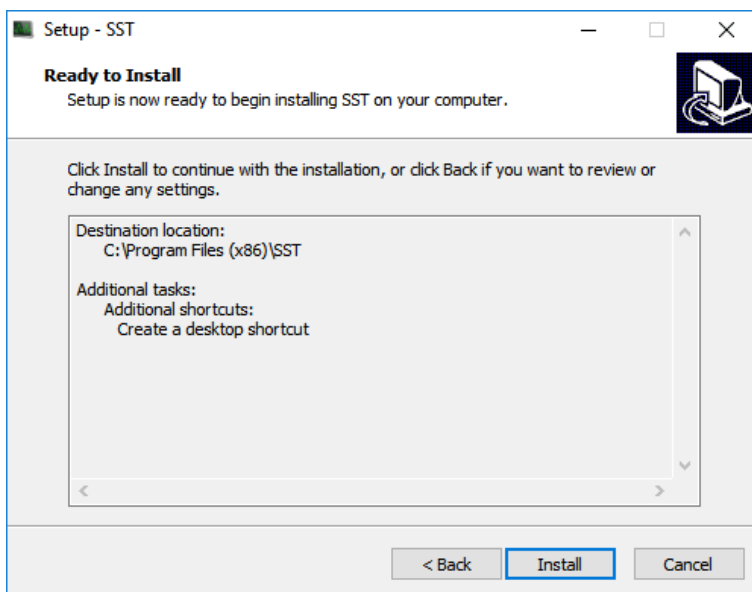 Setup - SST
Ready to Install
Setup is now ready to begin installing SST on your computer.
Click Install to continue with the installation, or click Back if you want to review or
change any settings.
Destination location:
C:\Program Files (x86)\SST
Additional tasks:
Additional shortcuts:
Create a desktop shortcut
< Back
Install
Cancel